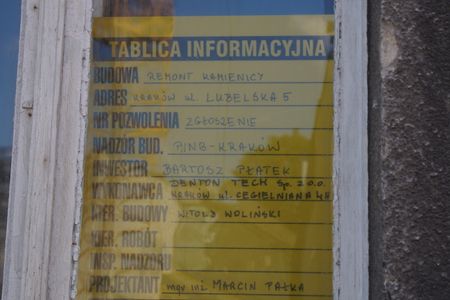 TABLICA INFORMACYJNA
BUDOWA REMONT KAMIENICY
ADRES KRAKÓW ul. LUBELSKA 5
NR POZWOLENIA ZGŁOSZENIE
NADZÓR BUD. PINB-KRAKÓW
INWESTOR BARTOSZ PŁATEK
DENTON TECK Sp. z o.o.
WYKONAWCA KRAKÓW ul. CEGIELNIANA 4A
KIER. BUDOWY WITOLD WOLIŃSKI
KIER. ROBÓT
INSP. NADZORU
PROJEKTANT mgr inż. MARCIN PAŁKA